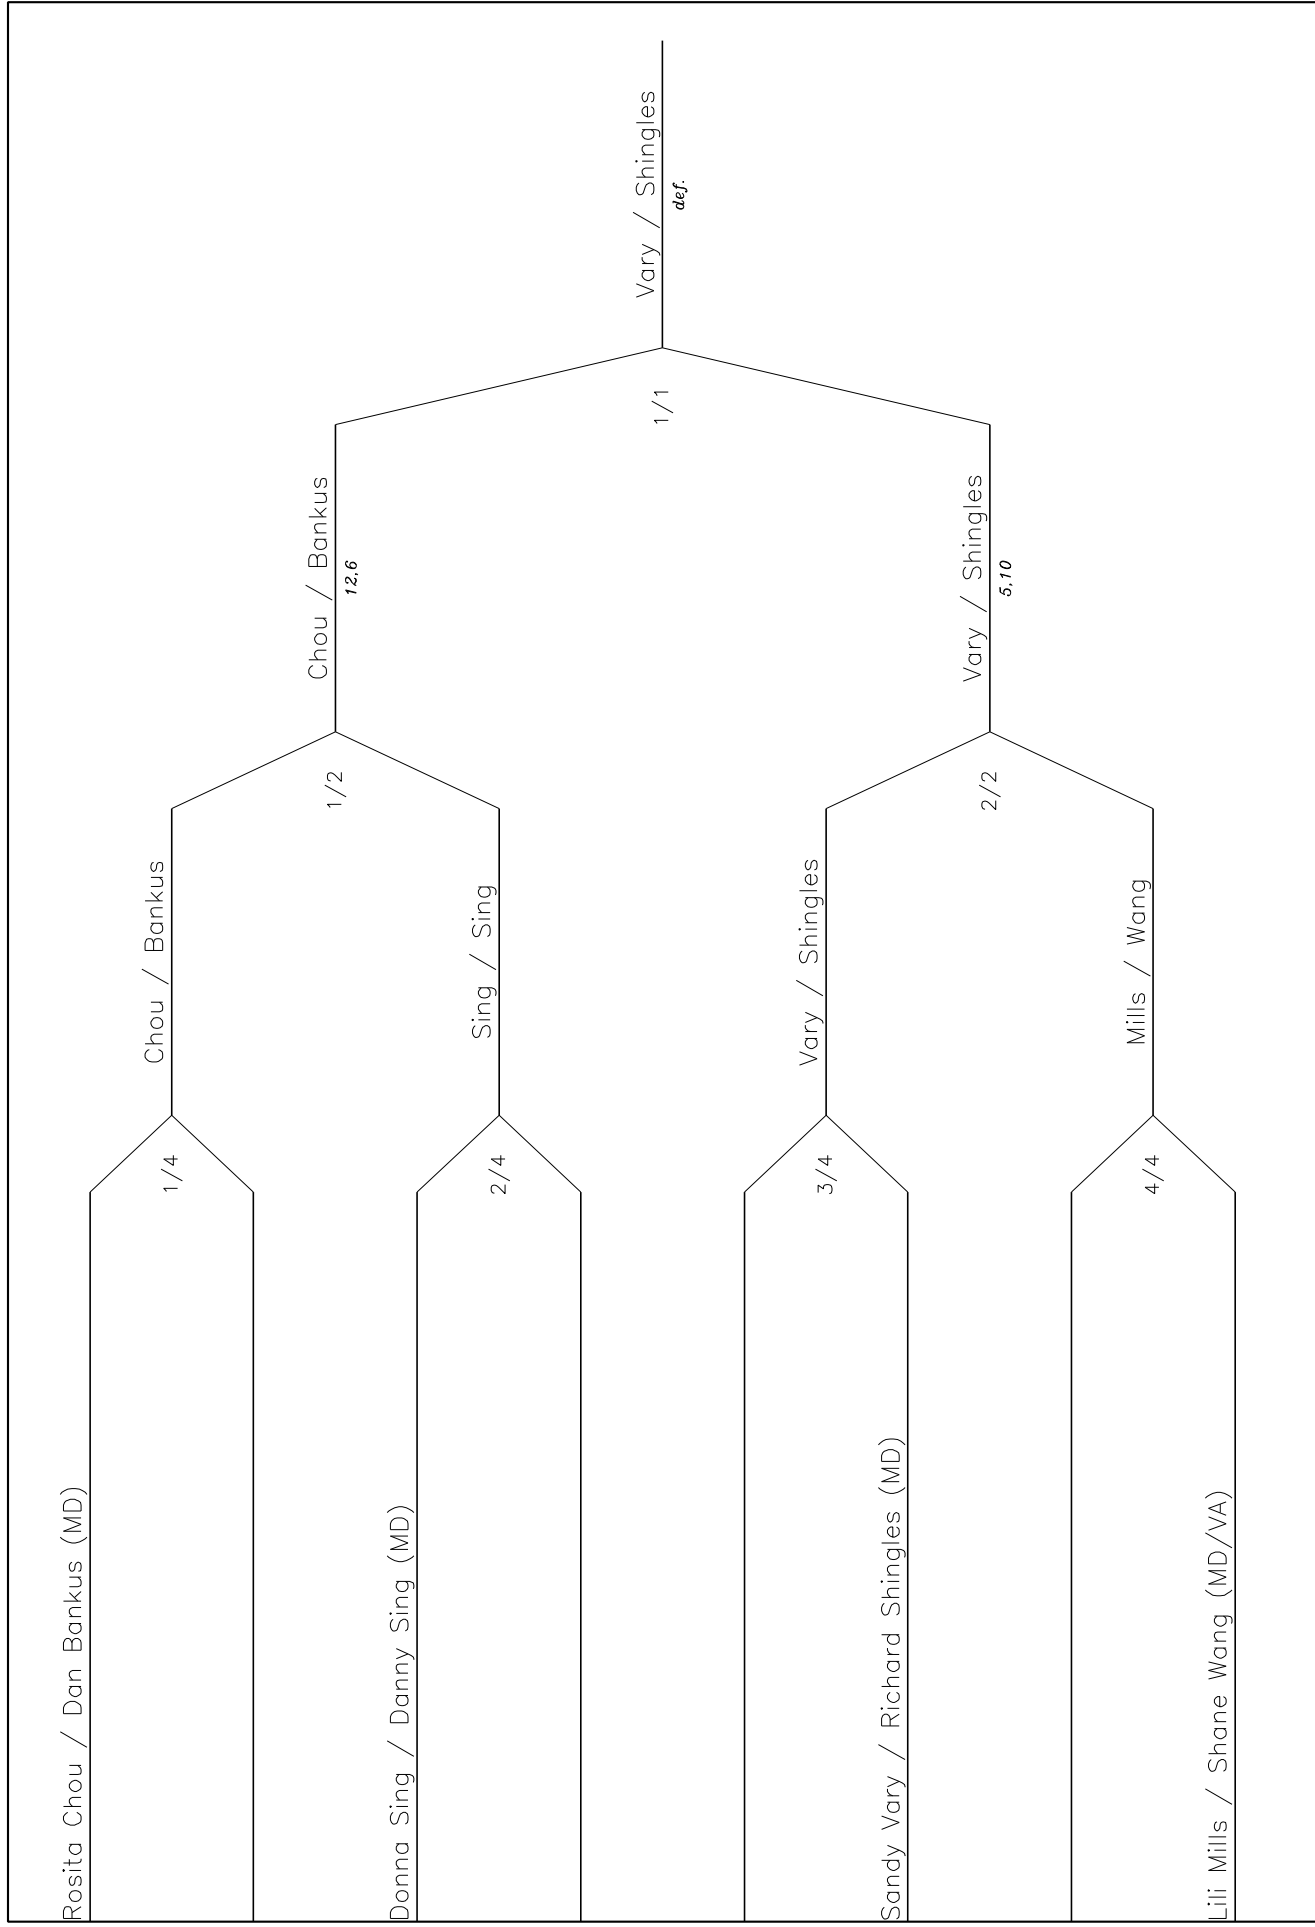 Rosita Chou / Dan Bankus (MD)
1/4
Donna Sing / Danny Sing (MD)
2/4
3/4
Sandy Vary / Richard Shingles (MD)
4/4
Lili Mills / Shane Wang (MD/VA)
Chou / Bankus
1/2
Sing / Sing
Vary / Shingles
2/2
Mills / Wang
Chou / Bankus
12,6
1/1
Vary / Shingles
5,10
Vary / Shingles
def.